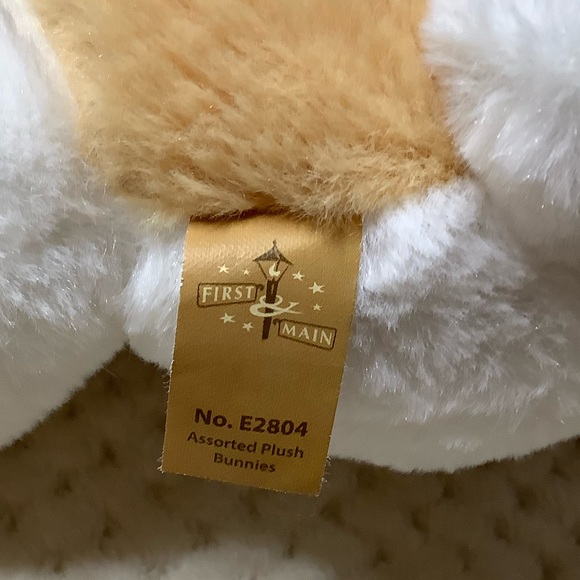 FIRST
&
MAIN
No. E2804
Assorted Plush
Bunnies